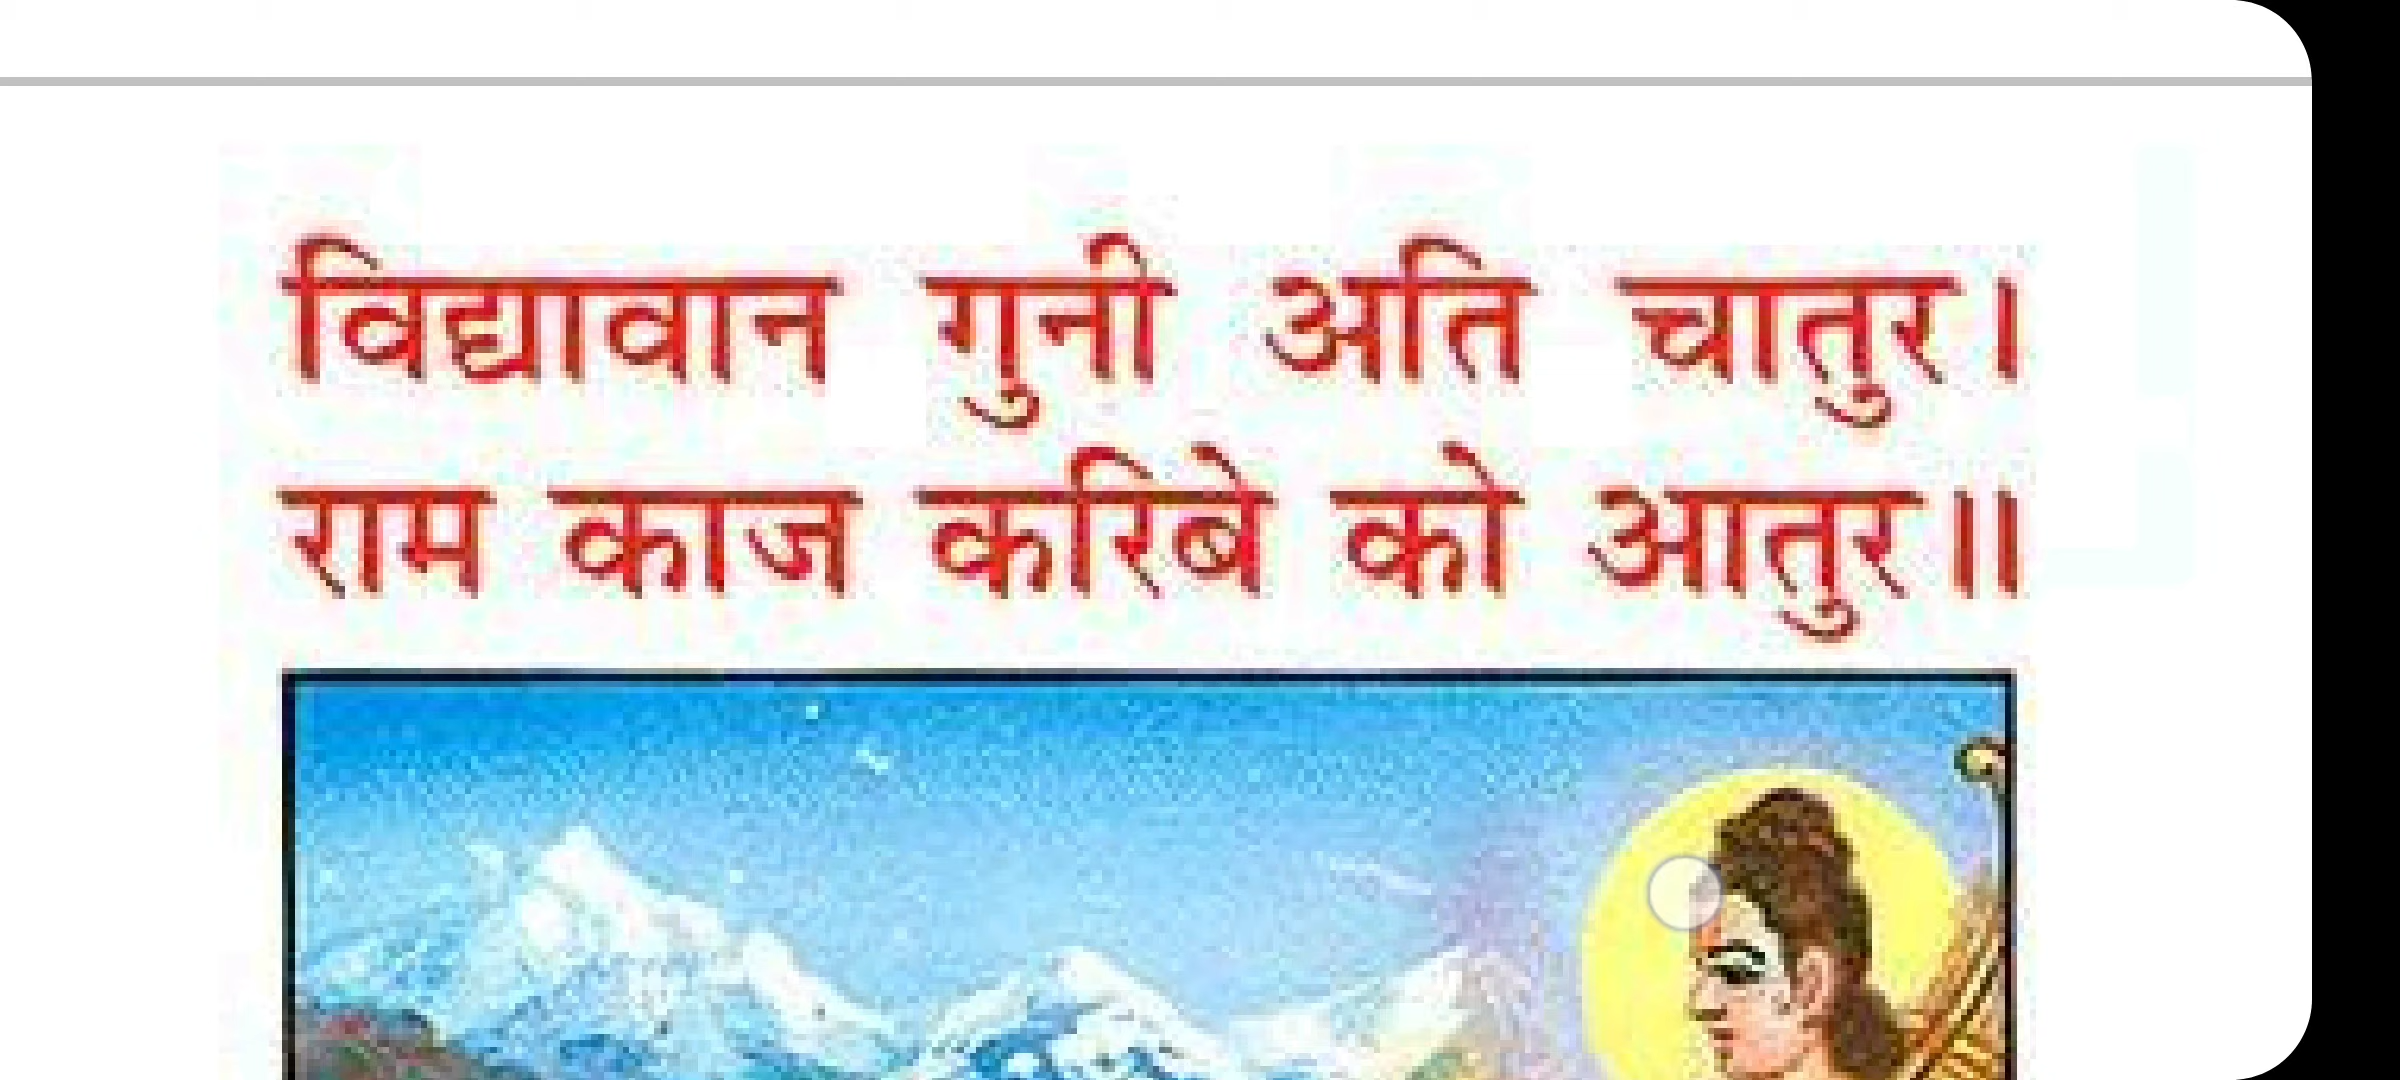 विद्यावान गुनी अति चातुर।
राम काज करिबे को आतुर॥